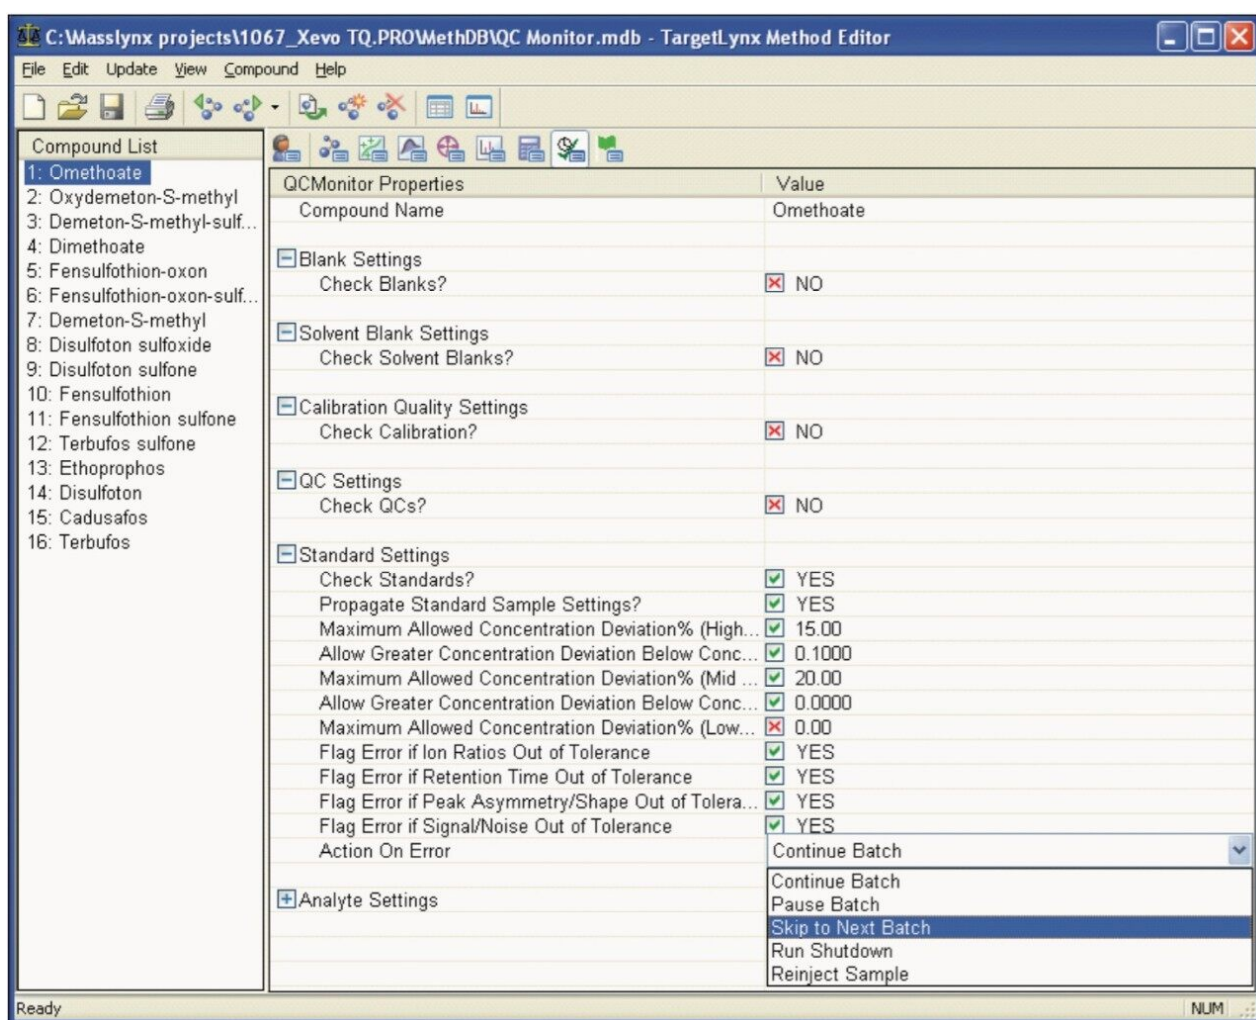 C:\Masslynx projects\1067_Xevo TQ.PRO\MethDB\QC Monitor.mdb - TargetLynx Method Editor
File Edit Update View Compound Help
Compound List
1: Omethoate
2: Oxydemeton-S-methyl
3: Demeton-S-methyl-sulf...
4: Dimethoate
5: Fensulfothion-oxon
6: Fensulfothion-oxon-sulf...
7: Demeton-S-methyl
8: Disulfoton sulfoxide
9: Disulfoton sulfone
10: Fensulfothion
11: Fensulfothion sulfone
12: Terbufos sulfone
13: Ethoprophos
14: Disulfoton
15: Cadusafos
16: Terbufos
QCMonitor Properties Value
Compound Name Omethoate
Blank Settings
Check Blanks? NO
Solvent Blank Settings
Check Solvent Blanks? NO
Calibration Quality Settings
Check Calibration? NO
QC Settings
Check QCs? NO
Standard Settings
Check Standards? YES
Propagate Standard Sample Settings? YES
Maximum Allowed Concentration Deviation% (High... 15.00
Allow Greater Concentration Deviation Below Conc... 0.1000
Maximum Allowed Concentration Deviation% (Mid ... 20.00
Allow Greater Concentration Deviation Below Conc... 0.0000
Maximum Allowed Concentration Deviation% (Low... 0.00
Flag Error if Ion Ratios Out of Tolerance YES
Flag Error if Retention Time Out of Tolerance YES
Flag Error if Peak Asymmetry/Shape Out of Tolera... YES
Flag Error if Signal/Noise Out of Tolerance YES
Action On Error Continue Batch
Continue Batch
Analyte Settings
Pause Batch
Skip to Next Batch
Run Shutdown
Reinject Sample
Ready NUM